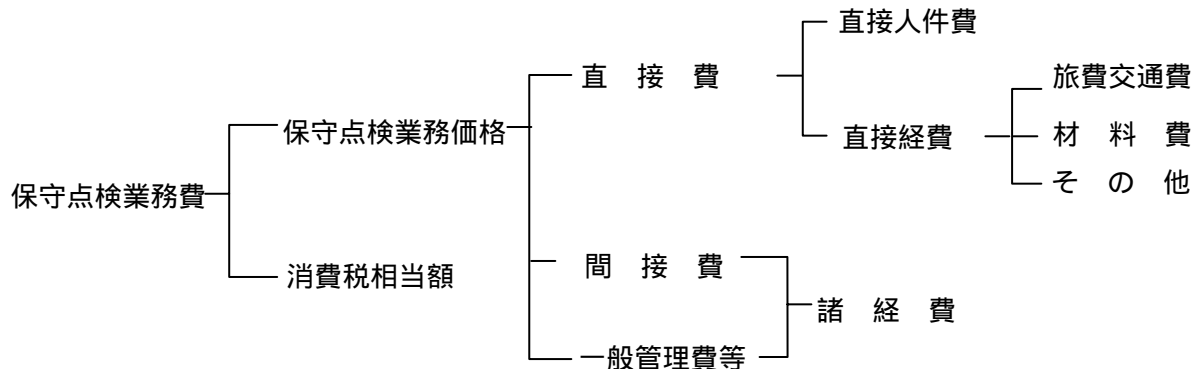 直接人件費
直 接 費
旅費交通費
保守点検業務価格
直接経費
材 料 費
保守点検業務費
そ の 他
間 接 費
消費税相当額
諸 経 費
一般管理費等